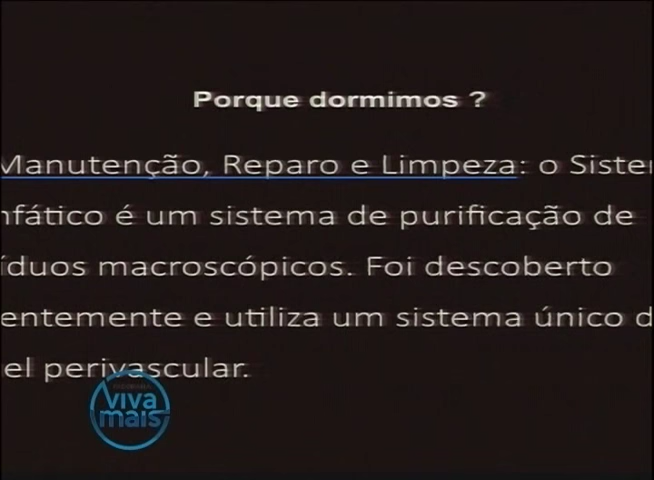 Porque dormimos ?
Manutenção, Reparo e Limpeza: o Sister
nfático é um sistema de purificação de
íduos macroscópicos. Foi descoberto
entemente e utiliza um sistema único d
el perivascular.
viva
mais